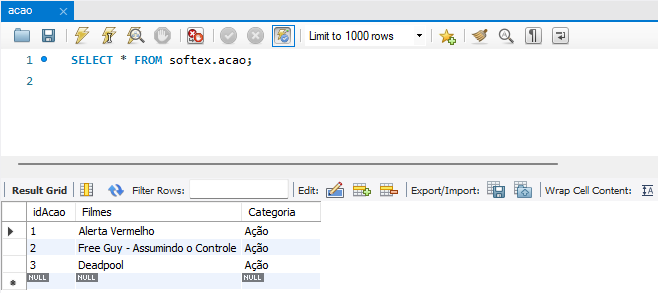 acao
Limit to 1000 rows
1 SELECT * FROM softex.acao;
2
Result Grid Filter Rows: Edit: Export/Import: Wrap Cell Content:
idAcao Filmes Categoria
1 Alerta Vermelho Ação
2 Free Guy - Assumindo o Controle Ação
3 Deadpool Ação
NULL NULL NULL